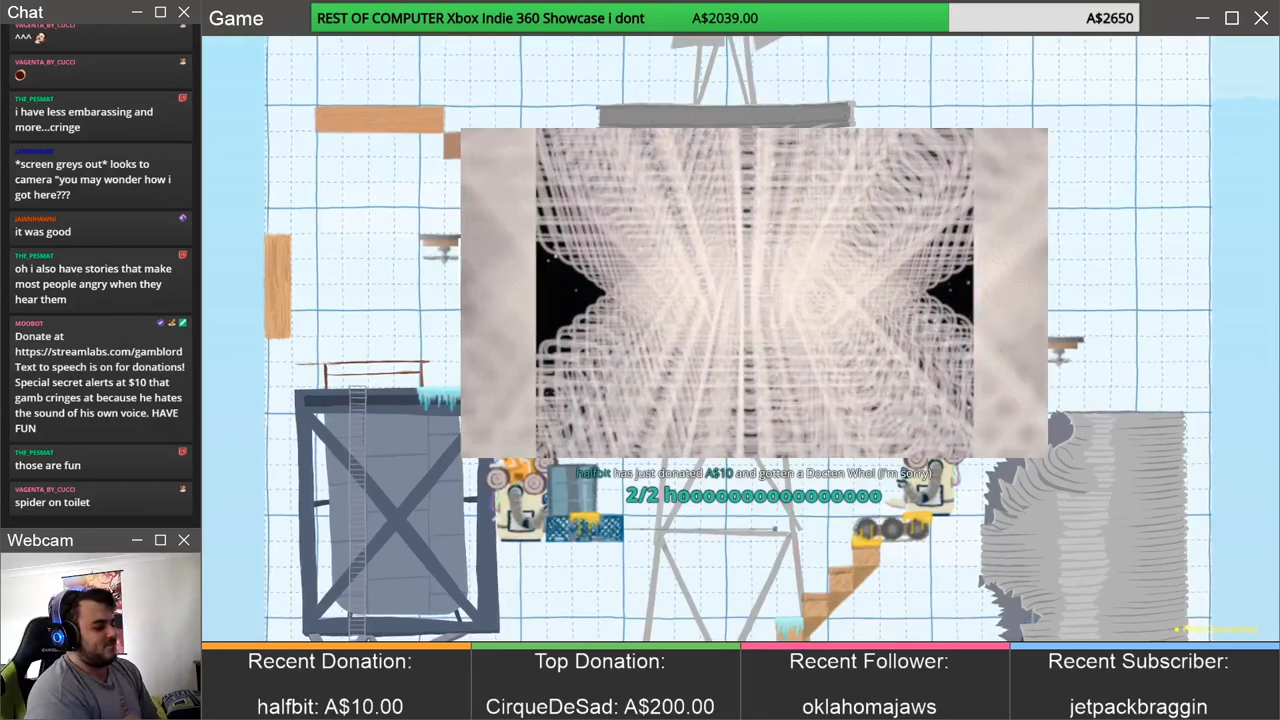 Chat
Game
REST OF COMPUTER Xbox Indie 360 Showcase i dont
A$2039.00
A$2650
VAGENTA_BY_CUCCI
^^^
VAGENTA_BY_CUCCI
THE_PESMAT
i have less embarassing and
more...cringe
*screen greys out* looks to
camera "you may wonder how i
got here???
JAWNIHAWNI
it was good
THE_PESMAT
oh i also have stories that make
most people angry when they
hear them
MOOBOT
Donate at
https://streamlabs.com/gamblord
Text to speech is on for donations!
Special secret alerts at $10 that
gamb cringes at because he hates
the sound of his own voice. HAVE
FUN
THE_PESMAT
those are fun
VAGENTA_BY_CUCCI
spider on toilet
halfbit has just donated A$10 and gotten a Docten Who! (I'm sorry)
2/2 hoooooooooooooooo
Webcam
Recent Donation:
halfbit: A$10.00
Top Donation:
CirqueDeSad: A$200.00
Recent Follower:
oklahomajaws
Recent Subscriber:
jetpackbraggin